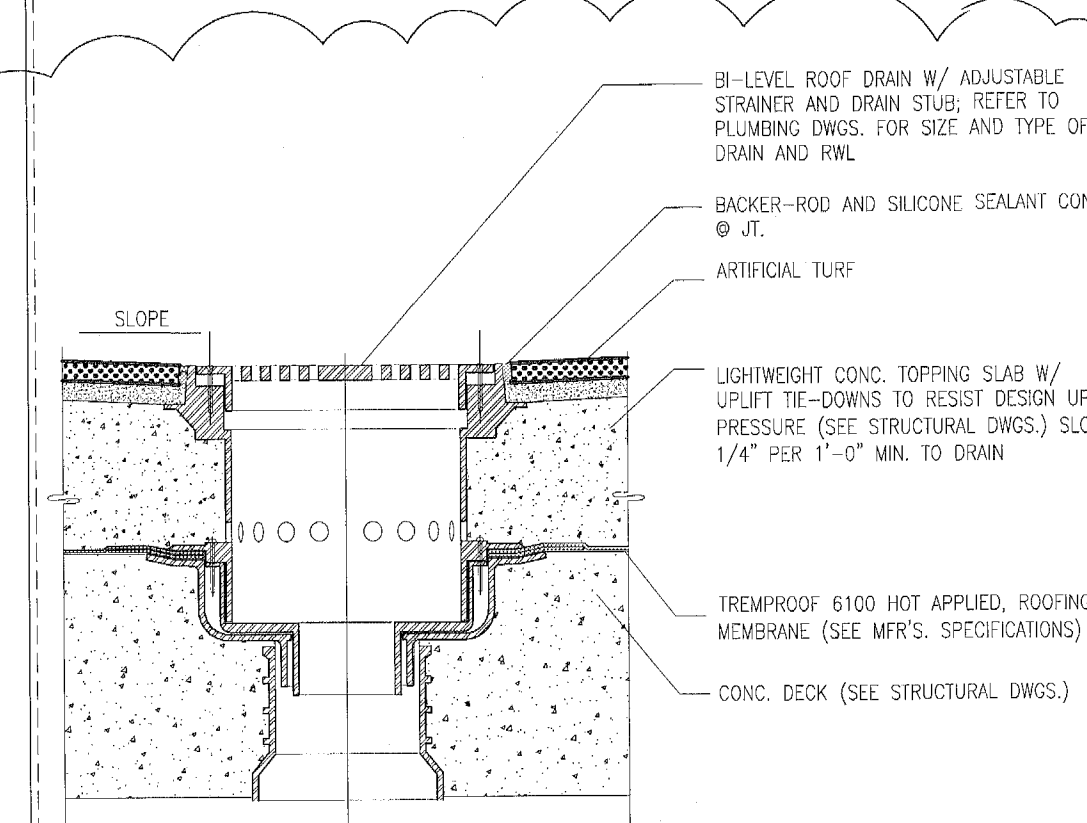 BI-LEVEL ROOF DRAIN W/ ADJUSTABLE
STRAINER AND DRAIN STUB; REFER TO
PLUMBING DWGS. FOR SIZE AND TYPE OF
DRAIN AND RWL
BACKER-ROD AND SILICONE SEALANT CON
@ JT.
ARTIFICIAL TURF
SLOPE
LIGHTWEIGHT CONC. TOPPING SLAB W/
UPLIFT TIE-DOWNS TO RESIST DESIGN UP
PRESSURE (SEE STRUCTURAL DWGS.) SLO
1/4" PER 1'-0" MIN. TO DRAIN
TREMPROOF 6100 HOT APPLIED, ROOFING
MEMBRANE (SEE MFR'S. SPECIFICATIONS)
CONC. DECK (SEE STRUCTURAL DWGS.)